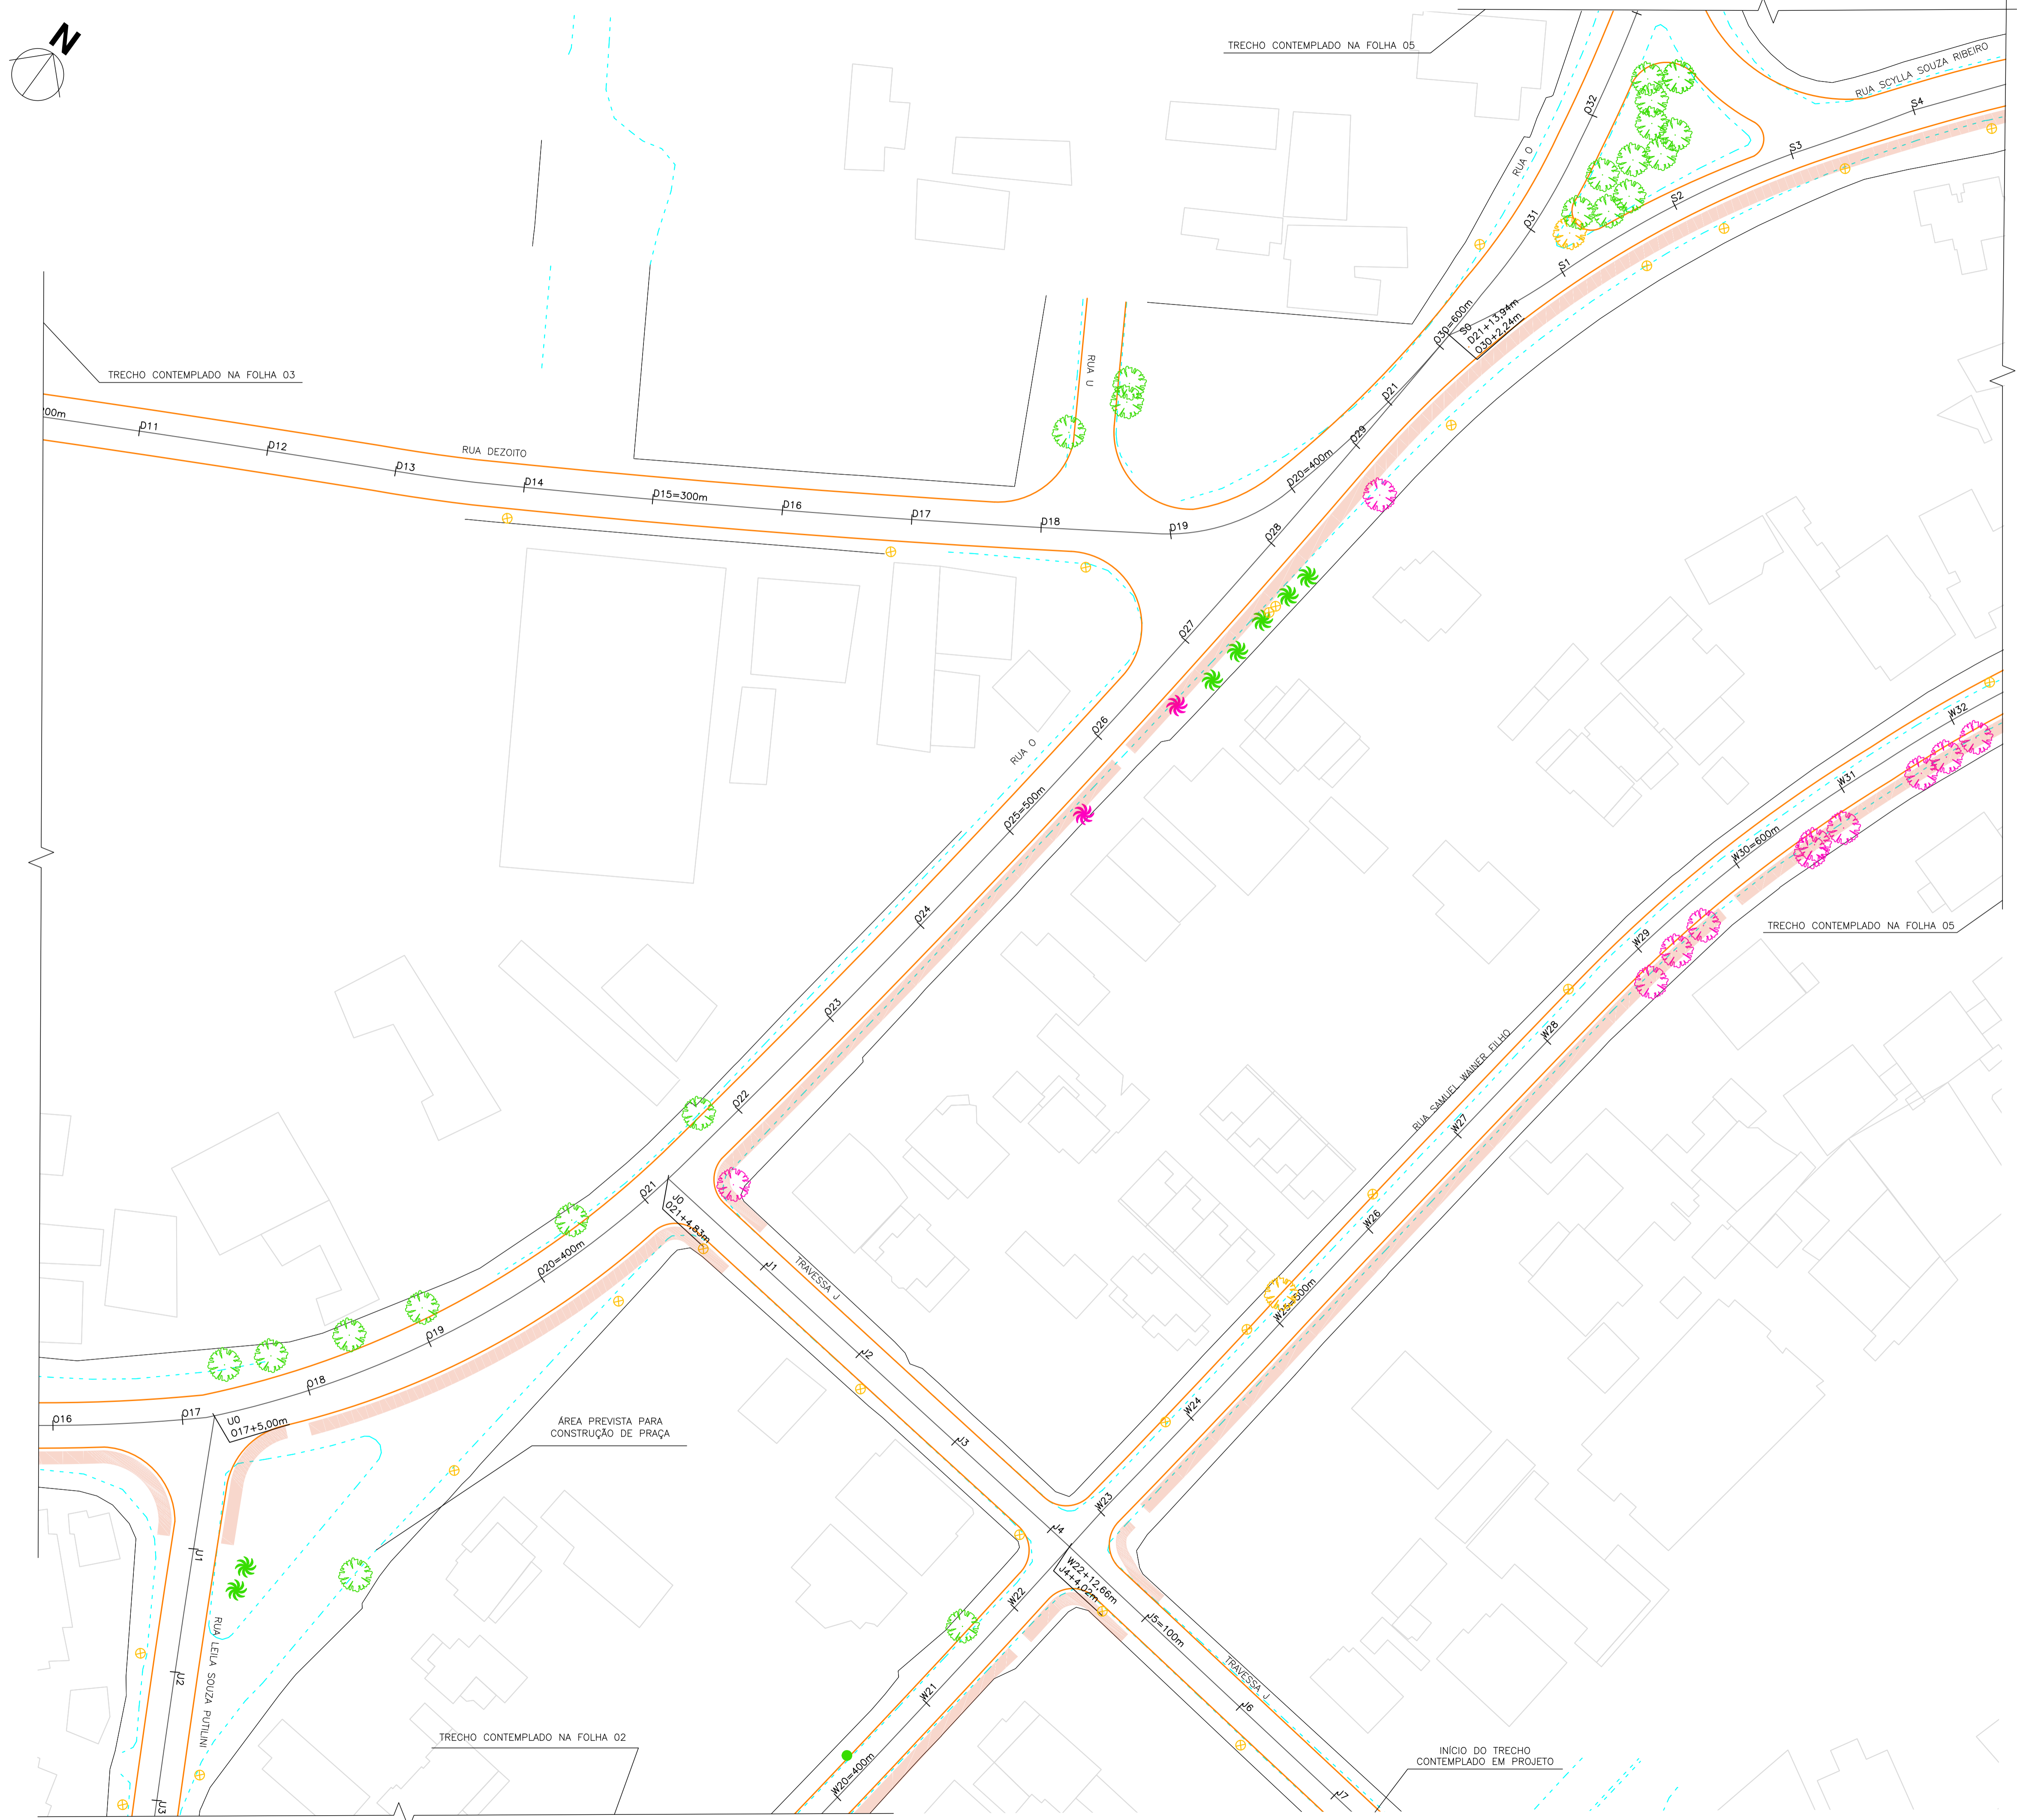 N
TRECHO CONTEMPLADO NA FOLHA 05
RUA SCYLLA SOUZA RIBEIRO
O32
S4
RUA O
S3
S2
O31
S1
O30=600m
S0
D21+13,94m
O30+2,24m
TRECHO CONTEMPLADO NA FOLHA 03
RUA U
00m
D11
D12
RUA DEZOITO
D13
D14
D15=300m
D16
D17
D18
D19
D20=400m
D21
O29
O28
O27
O26
RUA O
O25=500m
O24
O23
O22
W32
W31
W30=600m
W29
TRECHO CONTEMPLADO NA FOLHA 05
W28
RUA SAMUEL WAINER FILHO
W27
W26
W25=500m
W24
W23
O21
J0
O21+4,83m
O20=400m
O19
O18
O17
O16
U0
O17+5,00m
J1
TRAVESSA J
J2
J3
J4
ÁREA PREVISTA PARA
CONSTRUÇÃO DE PRAÇA
W22+12,66m
J4+4,02m
W22
J5=100m
TRAVESSA J
J6
J7
U1
U2
RUA LEILA SOUZA PUTILINI
U3
W21
W20=400m
TRECHO CONTEMPLADO NA FOLHA 02
INÍCIO DO TRECHO
CONTEMPLADO EM PROJETO